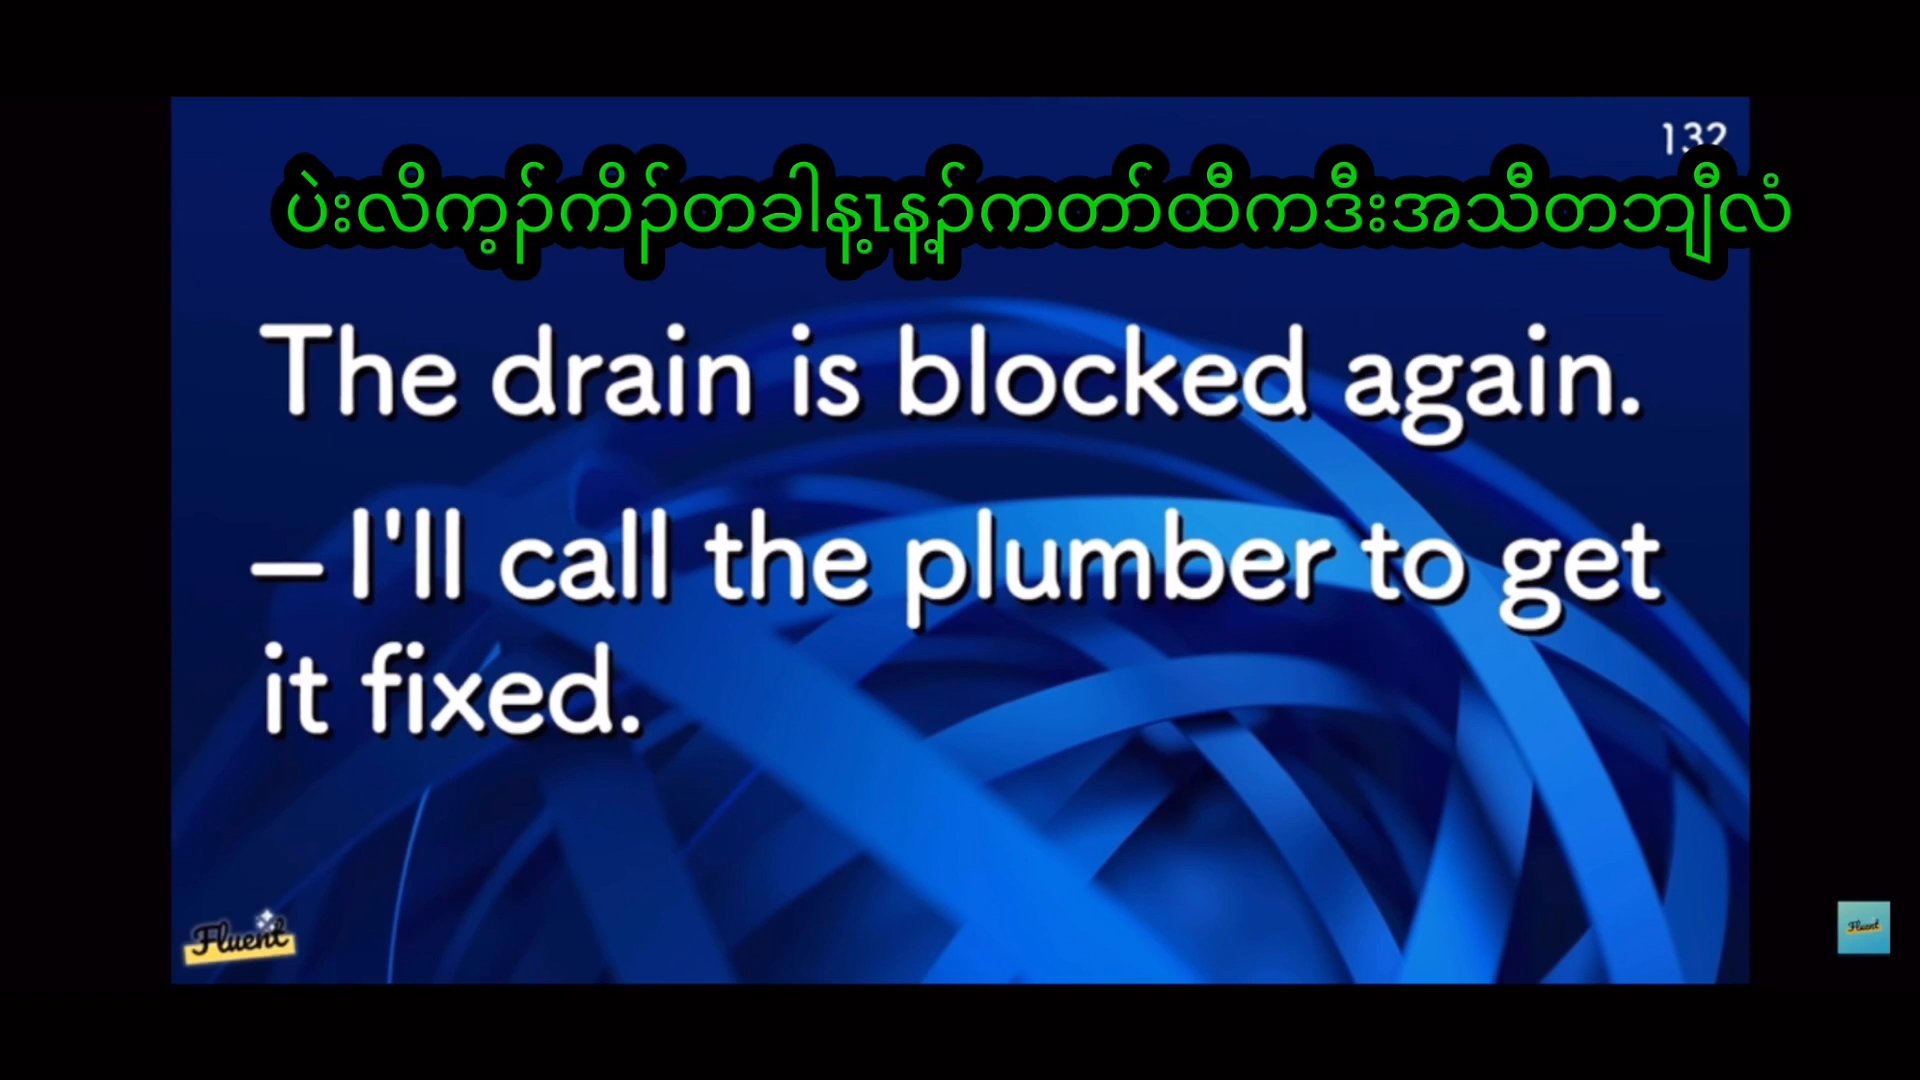 132
ပဲးလိက့ၣ်ကိၣ်တခါန့ၤန့ၣ်ကတာ်ထီကဒီးအသီတဘျီလံ
The drain is blocked again.
– I'll call the plumber to get
it fixed.
Fluent
Fluent